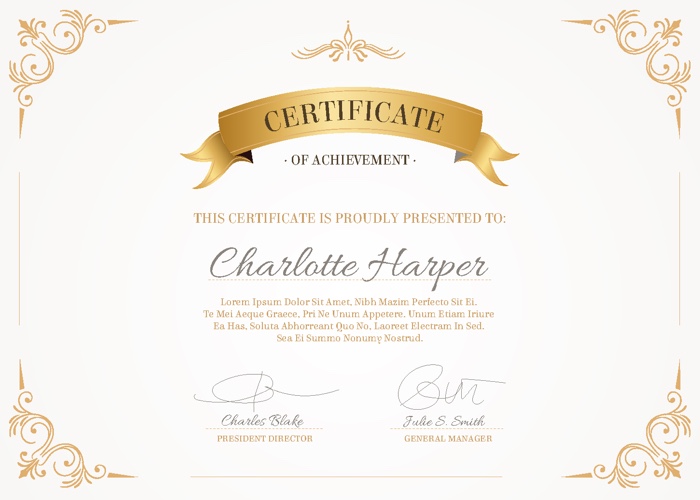 CERTIFICATE
· OF ACHIEVEMENT ·
THIS CERTIFICATE IS PROUDLY PRESENTED TO:
Charlotte Harper
Lorem Ipsum Dolor Sit Amet, Nibh Mazim Perfecto Sit Ei.
Te Mei Aeque Graece, Pri Ne Unum Appetere. Unum Etiam Iriure
Ea Has, Soluta Abhorreant Quo No, Laoreet Electram In Sed.
Sea Ei Summo Nonumy Nostrud.
Charles Blake
PRESIDENT DIRECTOR
Julie S. Smith
GENERAL MANAGER